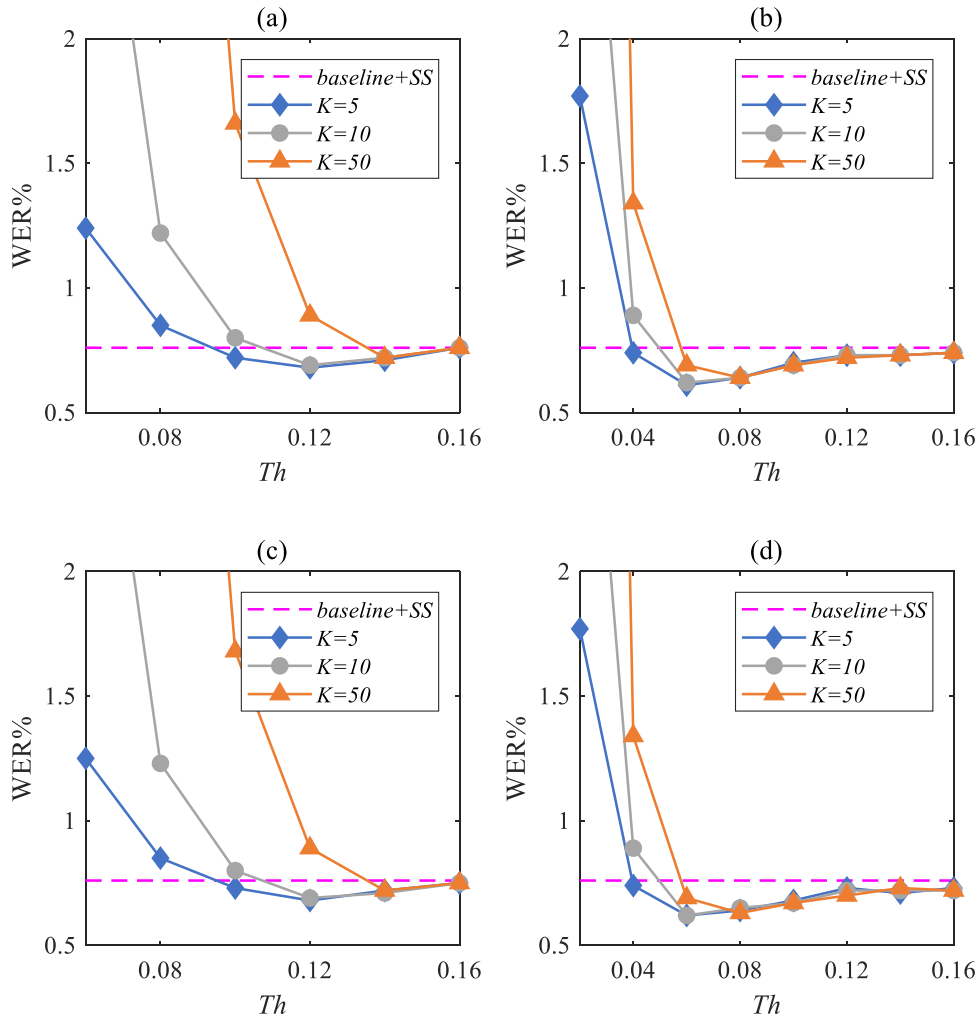 (a)
2
1.5
1
0.5
WER%
0.08
0.12
0.16
Th
baseline+SS
K=5
K=10
K=50
(b)
2
1.5
1
0.5
WER%
0.04
0.08
0.12
0.16
Th
baseline+SS
K=5
K=10
K=50
(c)
2
1.5
1
0.5
WER%
0.08
0.12
0.16
Th
baseline+SS
K=5
K=10
K=50
(d)
2
1.5
1
0.5
WER%
0.04
0.08
0.12
0.16
Th
baseline+SS
K=5
K=10
K=50